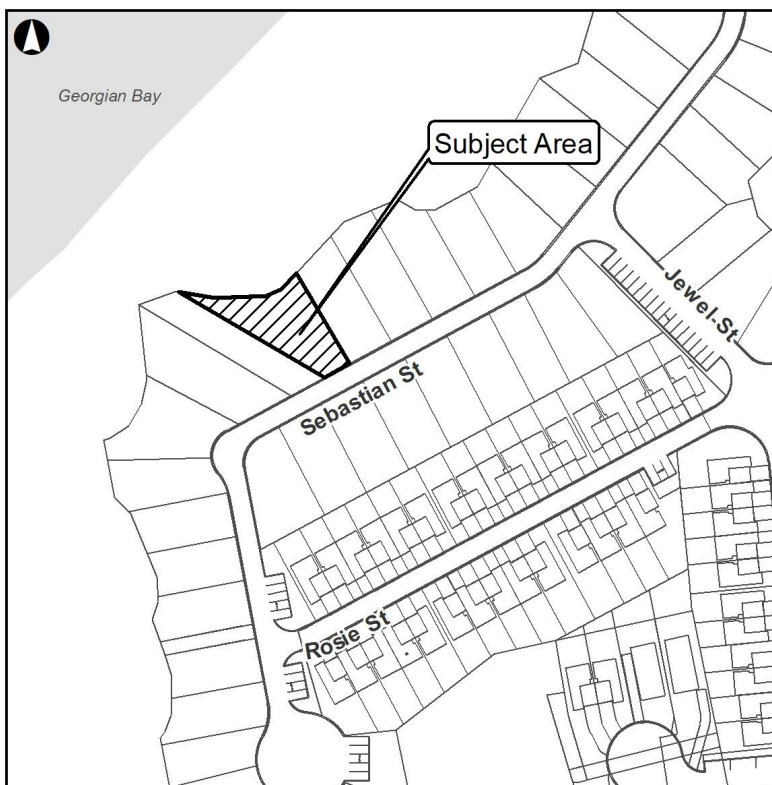 Georgian Bay
Subject Area
Jewel St
Sebastian St
Rosie St